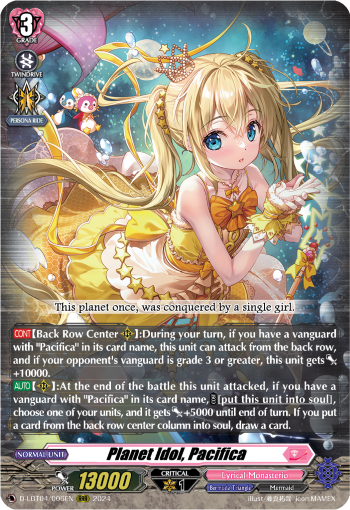 3
GRADE
TWINDRIVE
PERSONA RIDE
This planet once, was conquered by a single girl.
CONT【Back Row Center】:During your turn, if you have a vanguard
with "Pacifica" in its card name, this unit can attack from the back row,
and if your opponent's vanguard is grade 3 or greater, this unit gets
+10000.
AUTO【】:At the end of the battle this unit attacked, if you have a
vanguard with "Pacifica" in its card name, [put this unit into soul],
choose one of your units, and it gets +5000 until end of turn. If you put
a card from the back row center column into soul, draw a card.
NORMAL UNIT
Planet Idol, Pacifica
POWER 13000
CRITICAL
1
Lyrical Monasterio
Bermuda Triangle
Mermaid
2024